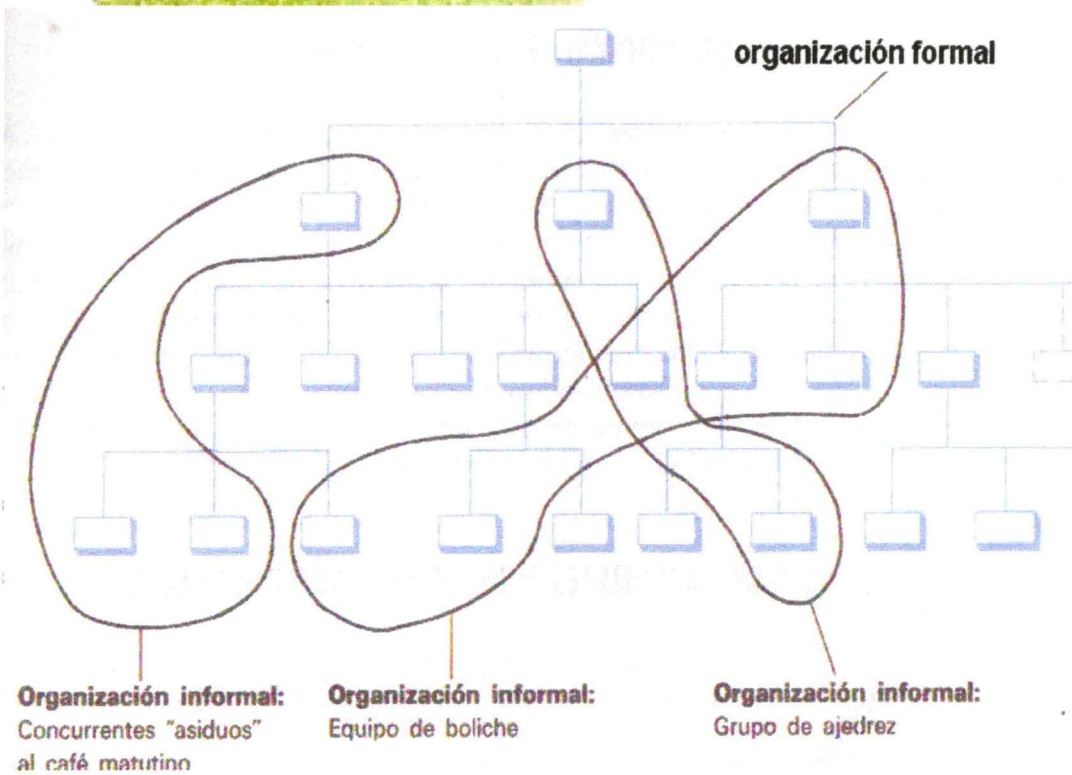 organización formal
Organización informal:
Concurrentes "asiduos"
al café matutino
Organización informal:
Equipo de boliche
Organización informal:
Grupo de ajedrez